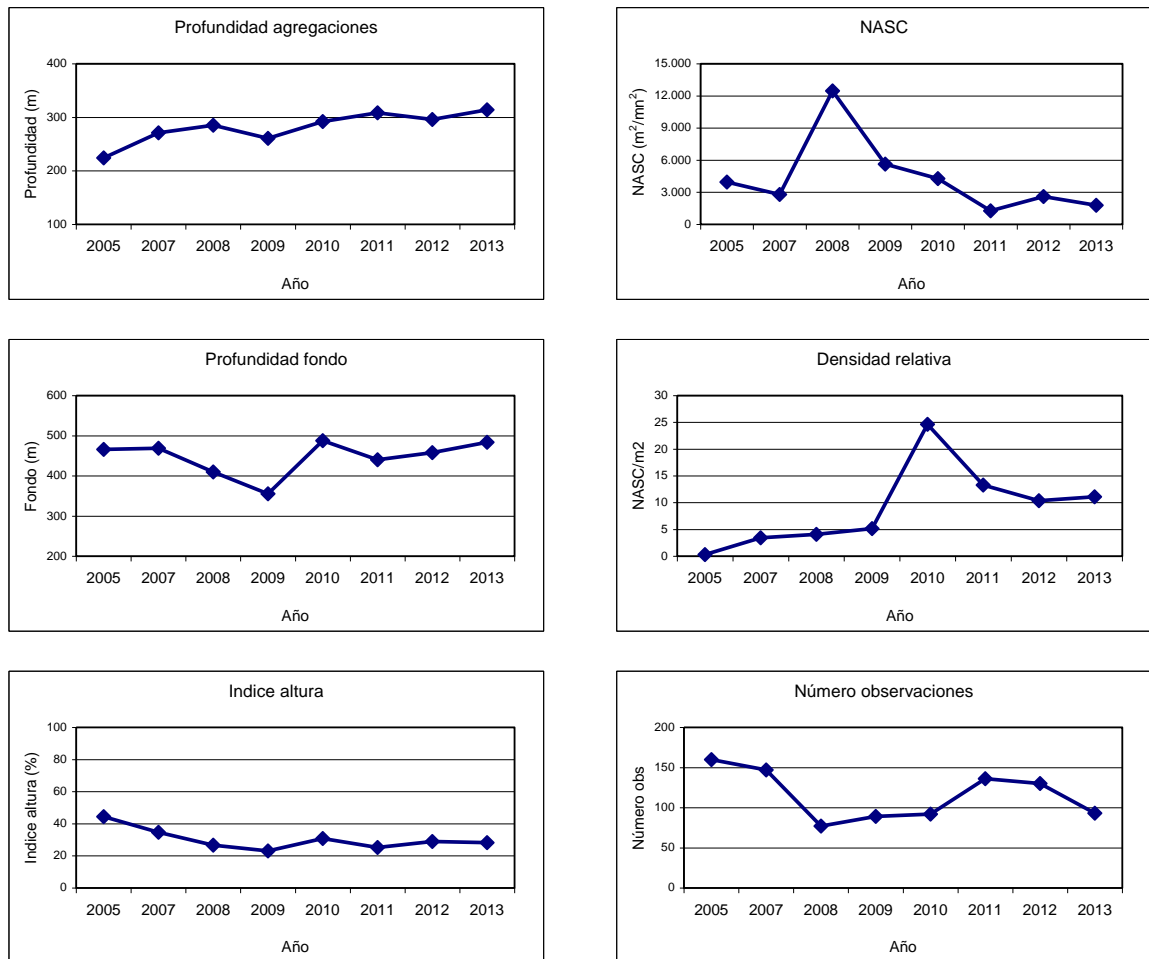 Profundidad agregaciones
Profundidad (m)
400
300
200
100
2005 2007 2008 2009 2010 2011 2012 2013
Año
NASC
NASC (m²/mn²)
15.000
12.000
9.000
6.000
3.000
0
2005 2007 2008 2009 2010 2011 2012 2013
Año
Profundidad fondo
Fondo (m)
600
500
400
300
200
2005 2007 2008 2009 2010 2011 2012 2013
Año
Densidad relativa
NASC/m2
30
25
20
15
10
5
0
2005 2007 2008 2009 2010 2011 2012 2013
Año
Indice altura
Indice altura (%)
100
80
60
40
20
0
2005 2007 2008 2009 2010 2011 2012 2013
Año
Número observaciones
Número obs
200
150
100
50
0
2005 2007 2008 2009 2010 2011 2012 2013
Año